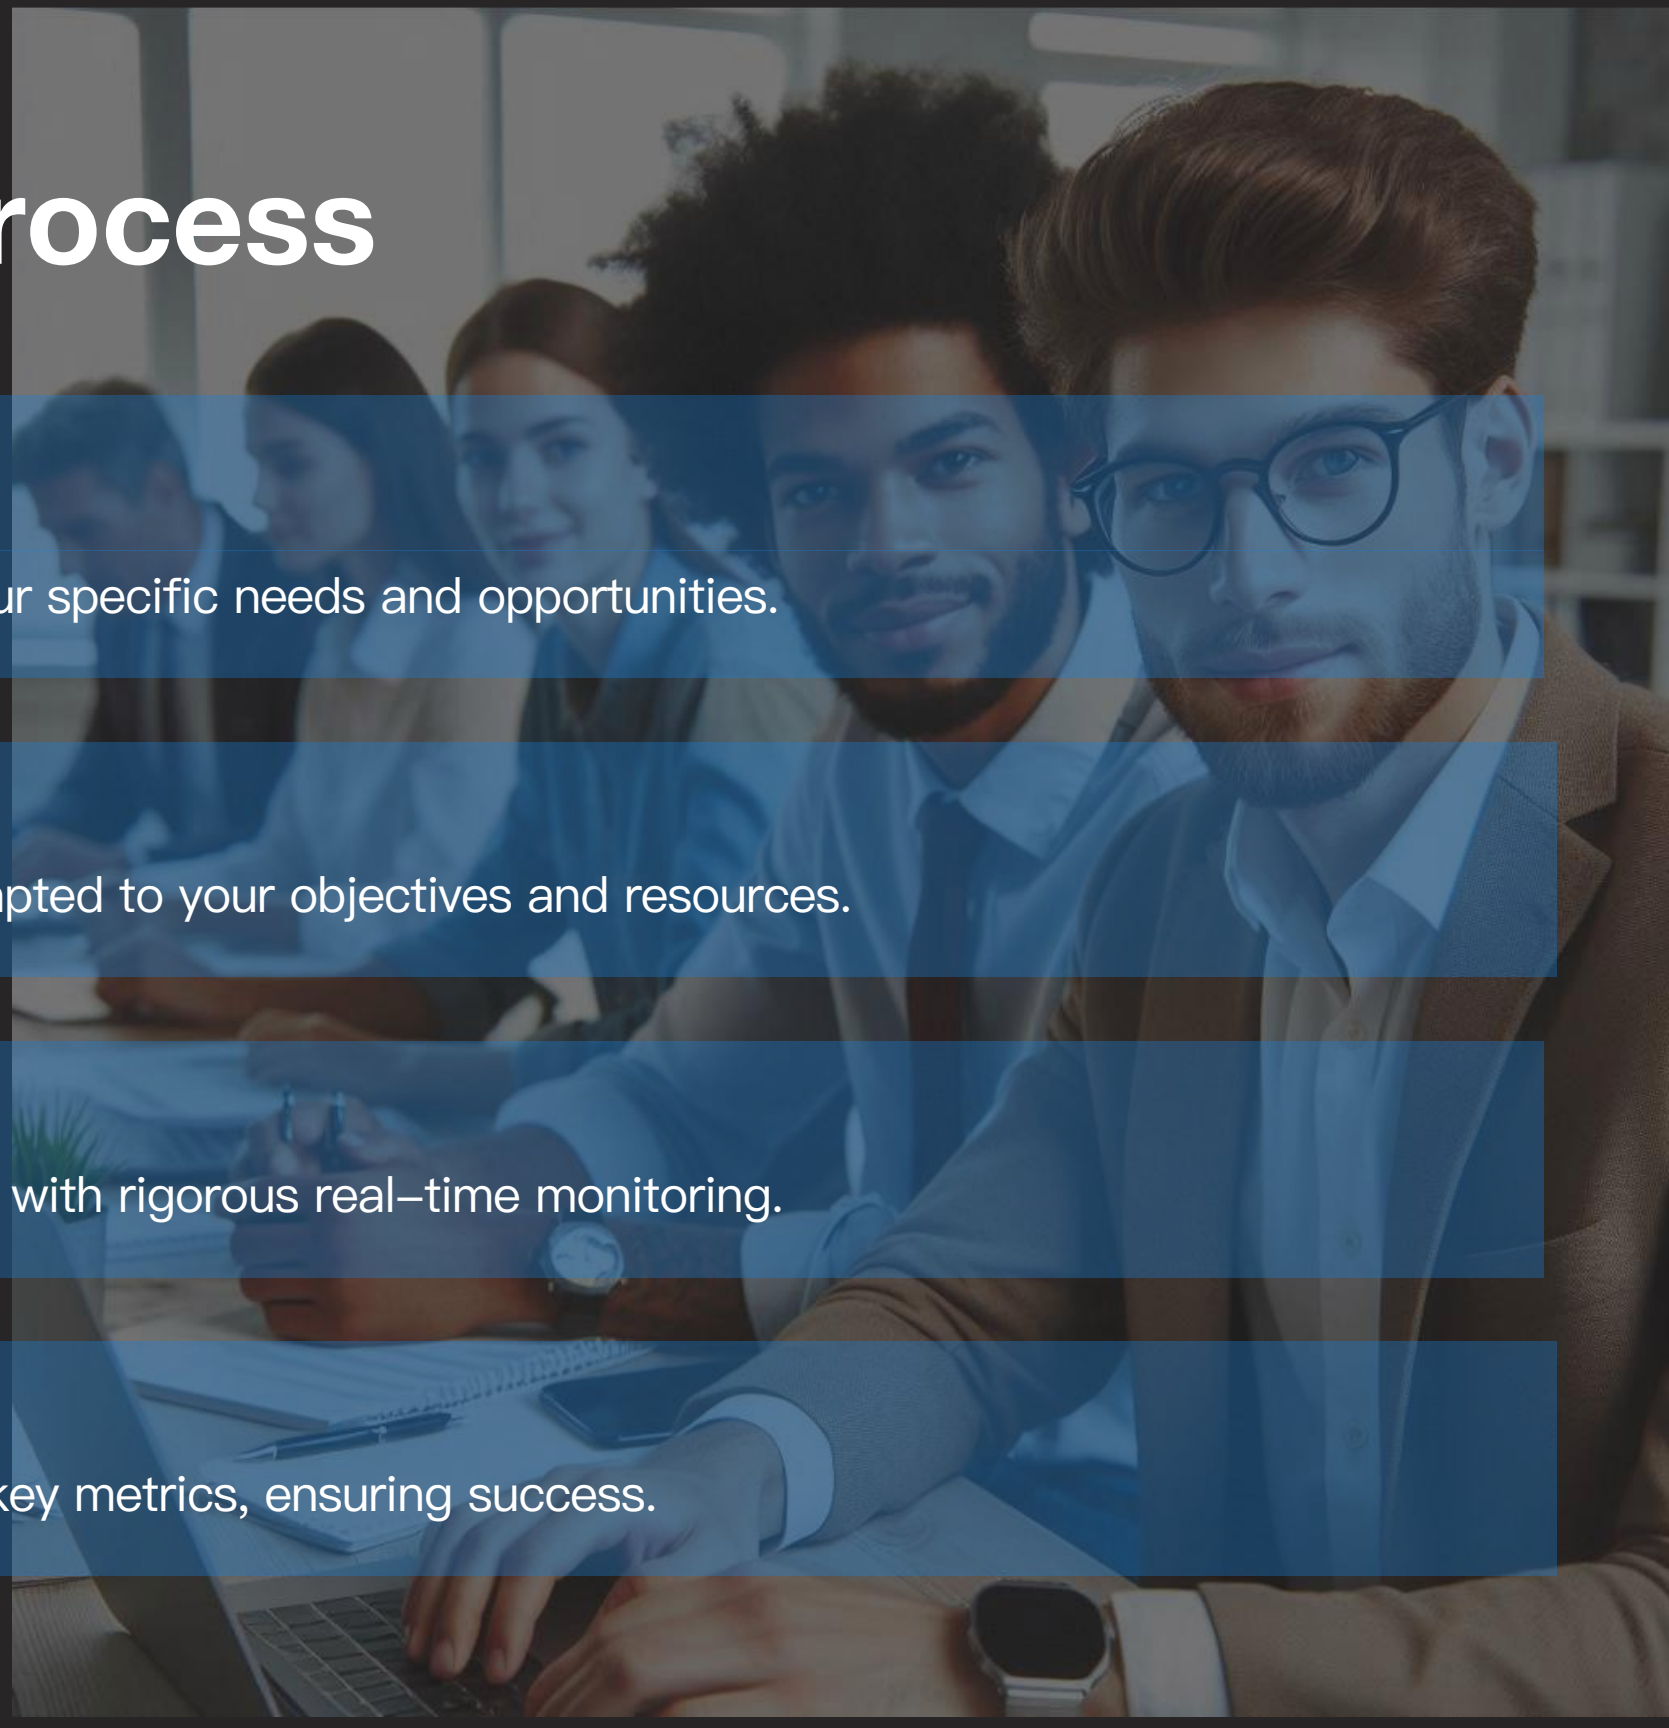 rocess
ur specific needs and opportunities.
pted to your objectives and resources.
with rigorous real-time monitoring.
key metrics, ensuring success.